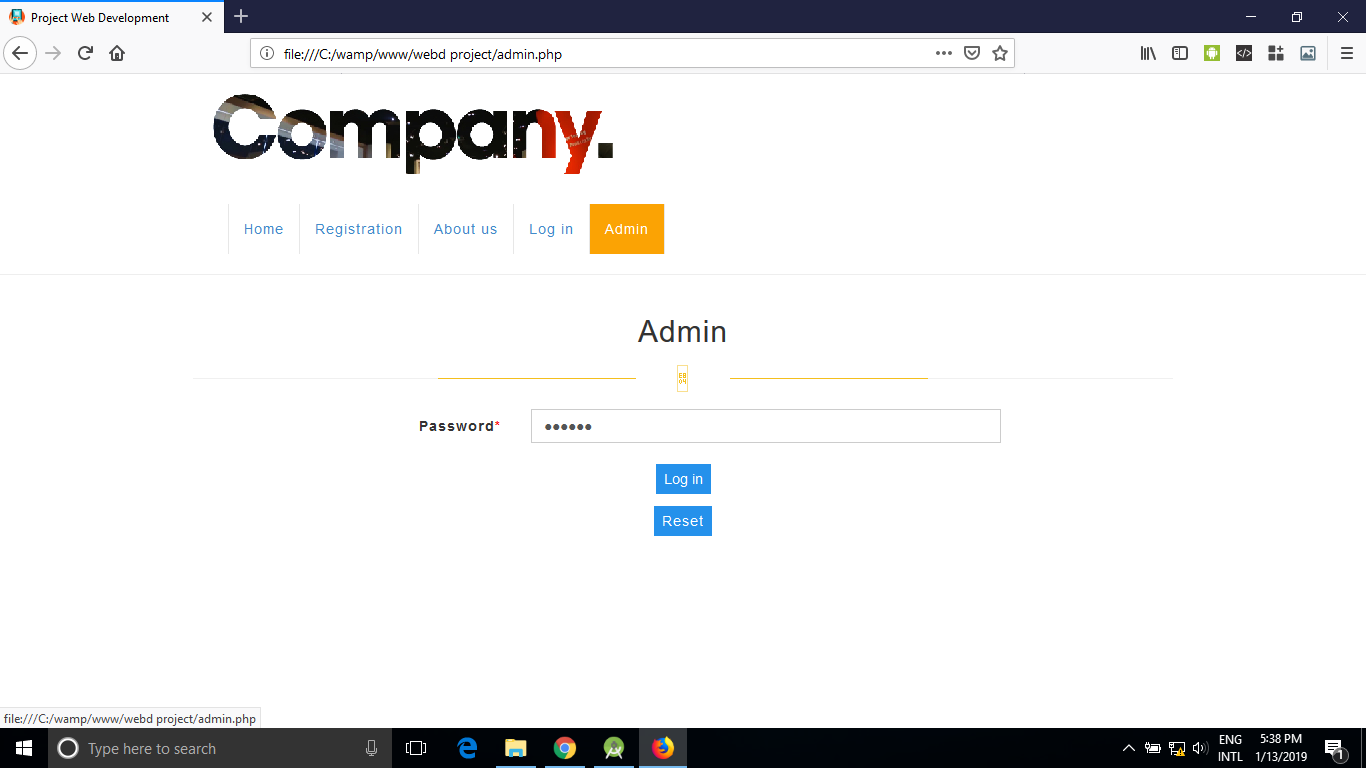 Project Web Development
file:///C:/wamp/www/webd project/admin.php
Company.
Home
Registration
About us
Log in
Admin
Admin
Password*
●●●●●●
Log in
Reset
file:///C:/wamp/www/webd project/admin.php
Type here to search
ENG
INTL
5:38 PM
1/13/2019
1